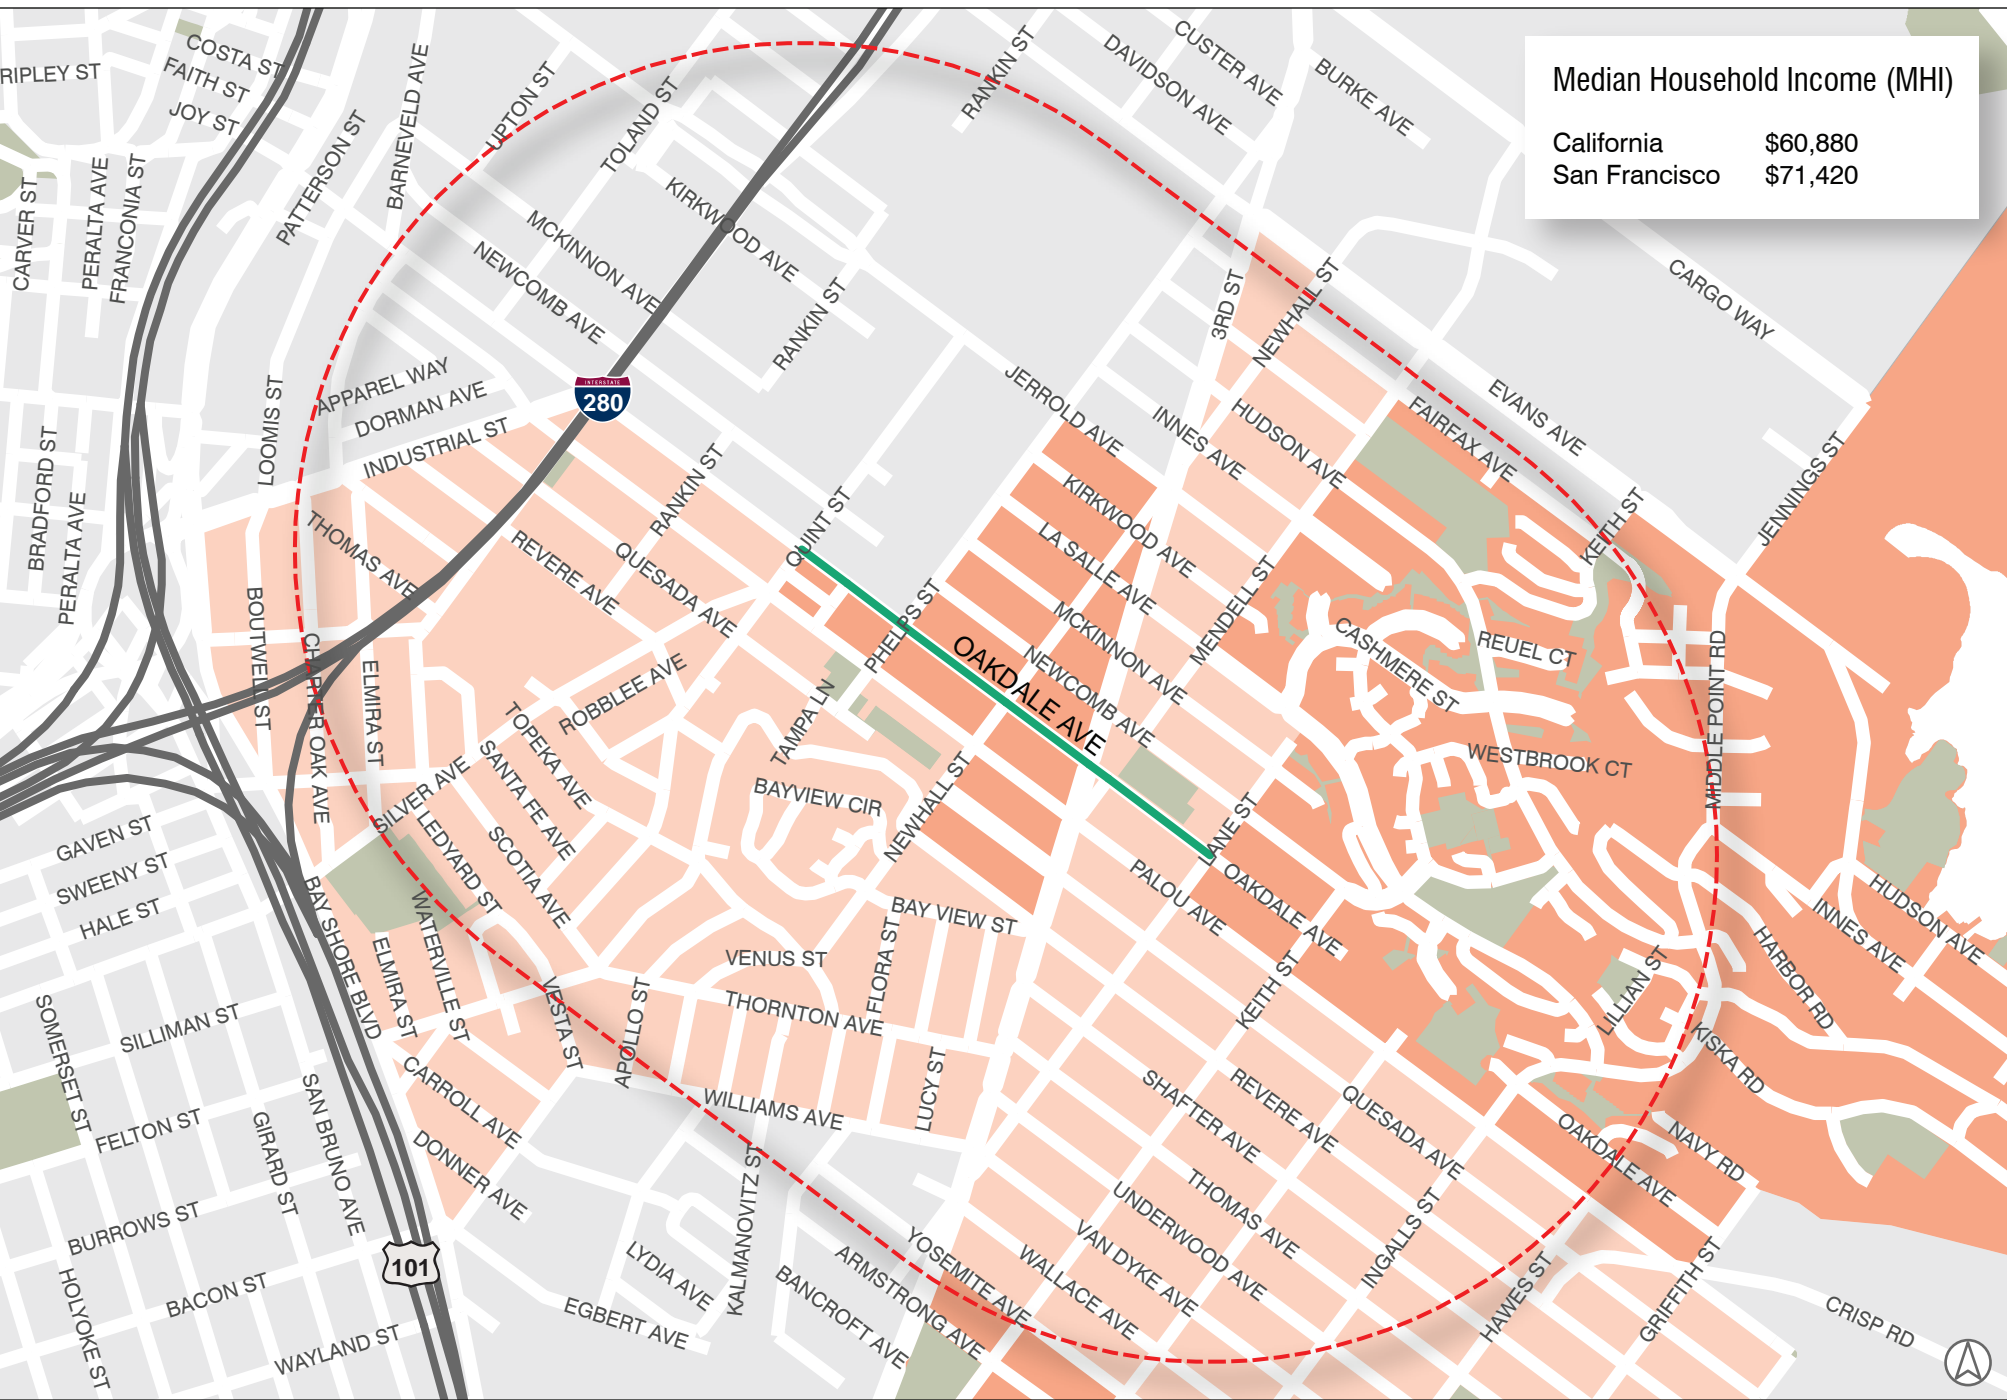 COSTA ST
FAITH ST
JOY ST
RIPLEY ST
CARVER ST
PERALTA AVE
FRANCONIA ST
PATTERSON ST
BARNEVELD AVE
UPTON ST
TOLAND ST
RANKIN ST
CUSTER AVE
DAVIDSON AVE
BURKE AVE
Median Household Income (MHI)
California $60,880
San Francisco $71,420
KIRKWOOD AVE
MCKINNON AVE
NEWCOMB AVE
RANKIN ST
3RD ST
NEWHALL ST
CARGO WAY
APPAREL WAY
DORMAN AVE
INDUSTRIAL ST
LOOMIS ST
INTERSTATE
280
JERROLD AVE
INNES AVE
HUDSON AVE
FAIRFAX AVE
EVANS AVE
BRADFORD ST
PERALTA AVE
THOMAS AVE
REVERE AVE
RANKIN ST
QUESADA AVE
QUINT ST
KIRKWOOD AVE
LA SALLE AVE
MCKINNON AVE
NEWCOMB AVE
MENDELL ST
KEITH ST
JENNINGS ST
PHELPS ST
OAKDALE AVE
CASHMERE ST
REUEL CT
WESTBROOK CT
MIDDLE POINT RD
BOUTWELL ST
CHARTER OAK AVE
ELMIRA ST
ROBBLEE AVE
TOPEKA AVE
SANTA FE AVE
SILVER AVE
LEDYARD ST
SCOTIA AVE
TAMPA LN
BAYVIEW CIR
NEWHALL ST
LANE ST
GAVEN ST
SWEENY ST
HALE ST
BAY SHORE BLVD
WATERVILLE ST
ELMIRA ST
BAY VIEW ST
PALOU AVE
OAKDALE AVE
HUDSON AVE
INNES AVE
HARBOR RD
LILLIAN ST
KISKA RD
VENUS ST
FLORA ST
THORNTON AVE
KEITH ST
VESTA ST
APOLLO ST
SOMERSET ST
SILLIMAN ST
CARROLL AVE
WILLIAMS AVE
LUCY ST
SHAFTER AVE
REVERE AVE
QUESADA AVE
OAKDALE AVE
NAVY RD
FELTON ST
GIRARD ST
SAN BRUNO AVE
DONNER AVE
KALMANOVITZ ST
THOMAS AVE
UNDERWOOD AVE
VAN DYKE AVE
WALLACE AVE
INGALLS ST
BURROWS ST
101
LYDIA AVE
YOSEMITE AVE
ARMSTRONG AVE
BANCROFT AVE
HAWES ST
GRIFFITH ST
CRISP RD
HOLYOKE ST
BACON ST
EGBERT AVE
WAYLAND ST